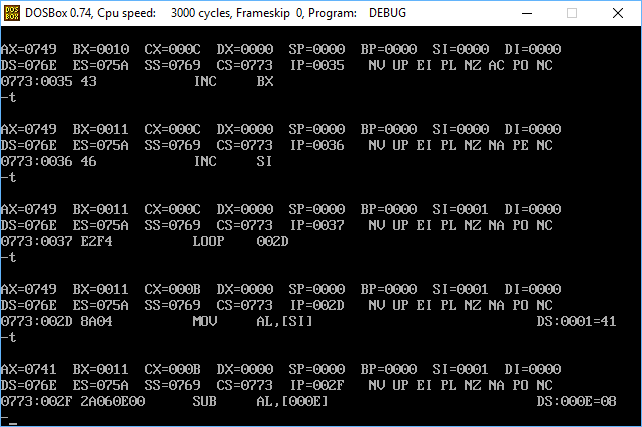 DOS
BOX
DOSBox 0.74, Cpu speed:    3000 cycles, Frameskip  0, Program:    DEBUG
AX=0749  BX=0010  CX=000C  DX=0000  SP=0000  BP=0000  SI=0000  DI=0000
DS=076E  ES=075A  SS=0769  CS=0773  IP=0035   NV UP EI PL NZ AC PO NC
0773:0035 43            INC     BX
-t
AX=0749  BX=0011  CX=000C  DX=0000  SP=0000  BP=0000  SI=0000  DI=0000
DS=076E  ES=075A  SS=0769  CS=0773  IP=0036   NV UP EI PL NZ NA PE NC
0773:0036 46            INC     SI
-t
AX=0749  BX=0011  CX=000C  DX=0000  SP=0000  BP=0000  SI=0001  DI=0000
DS=076E  ES=075A  SS=0769  CS=0773  IP=0037   NV UP EI PL NZ NA PO NC
0773:0037 E2F4          LOOP    002D
-t
AX=0749  BX=0011  CX=000B  DX=0000  SP=0000  BP=0000  SI=0001  DI=0000
DS=076E  ES=075A  SS=0769  CS=0773  IP=002D   NV UP EI PL NZ NA PO NC
0773:002D 8A04          MOV     AL,[SI]                            DS:0001=41
-t
AX=0741  BX=0011  CX=000B  DX=0000  SP=0000  BP=0000  SI=0001  DI=0000
DS=076E  ES=075A  SS=0769  CS=0773  IP=002F   NV UP EI PL NZ NA PO NC
0773:002F 2A060E00      SUB     AL,[000E]                          DS:000E=08
-_